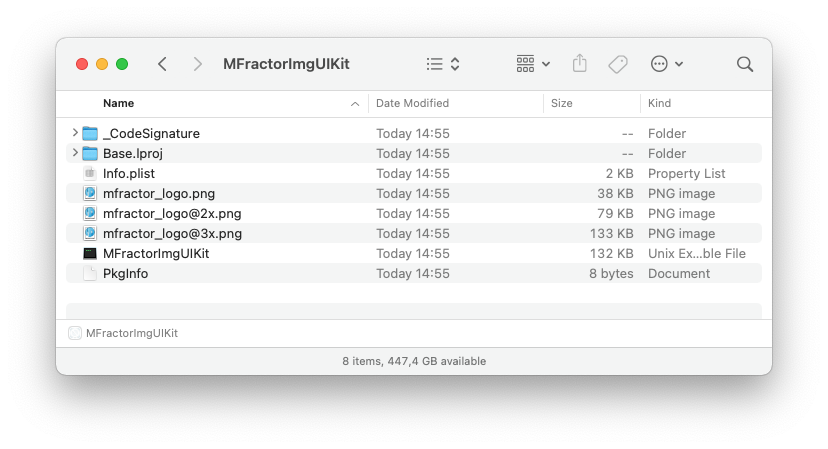 MFractorImgUIKit
Name Date Modified Size Kind
_CodeSignature Today 14:55 -- Folder
Base.lproj Today 14:55 -- Folder
Info.plist Today 14:55 2 KB Property List
mfractor_logo.png Today 14:55 38 KB PNG image
mfractor_logo@2x.png Today 14:55 79 KB PNG image
mfractor_logo@3x.png Today 14:55 133 KB PNG image
MFractorImgUIKit Today 14:55 132 KB Unix Ex...ble File
PkgInfo Today 14:55 8 bytes Document
MFractorImgUIKit
8 items, 447,4 GB available